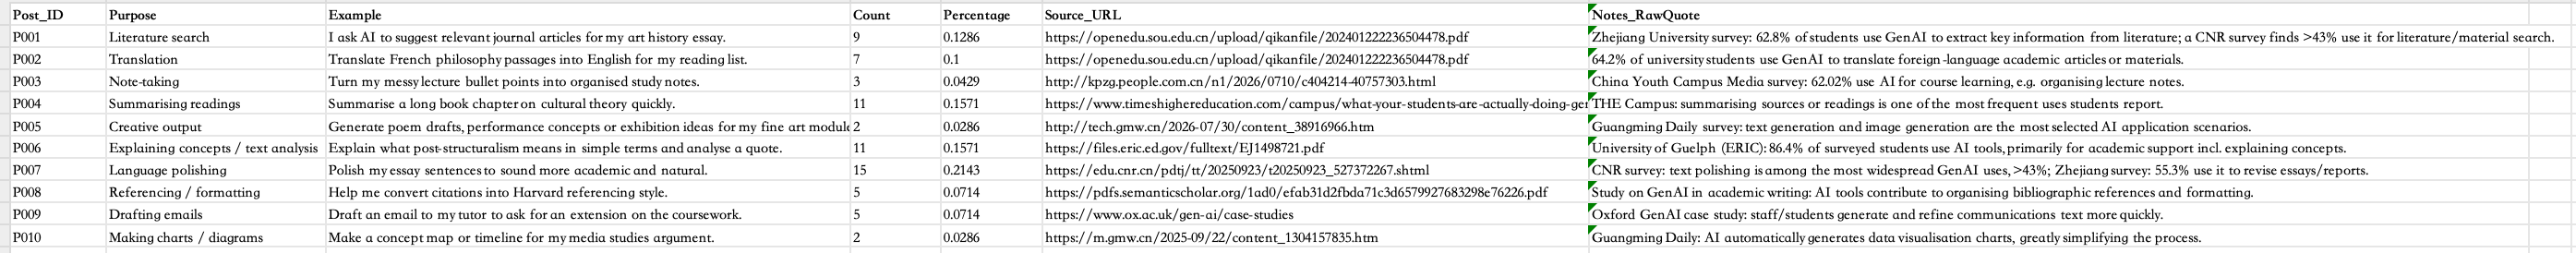 Post_ID Purpose Example Count Percentage Source_URL Notes_RawQuote
P001 Literature search I ask AI to suggest relevant journal articles for my art history essay. 9 0.1286 https://openedu.sou.edu.cn/upload/qikanfile/202401222236504478.pdf Zhejiang University survey: 62.8% of students use GenAI to extract key information from literature; a CNR survey finds >43% use it for literature/material search.
P002 Translation Translate French philosophy passages into English for my reading list. 7 0.1 https://openedu.sou.edu.cn/upload/qikanfile/202401222236504478.pdf 64.2% of university students use GenAI to translate foreign-language academic articles or materials.
P003 Note-taking Turn my messy lecture bullet points into organised study notes. 3 0.0429 http://kpzg.people.com.cn/n1/2026/0710/c404214-40757303.html China Youth Campus Media survey: 62.02% use AI for course learning, e.g. organising lecture notes.
P004 Summarising readings Summarise a long book chapter on cultural theory quickly. 11 0.1571 https://www.timeshighereducation.com/campus/what-your-students-are-actually-doing-ger THE Campus: summarising sources or readings is one of the most frequent uses students report.
P005 Creative output Generate poem drafts, performance concepts or exhibition ideas for my fine art module 2 0.0286 http://tech.gmw.cn/2026-07/30/content_38916966.htm Guangming Daily survey: text generation and image generation are the most selected AI application scenarios.
P006 Explaining concepts / text analysis Explain what post-structuralism means in simple terms and analyse a quote. 11 0.1571 https://files.eric.ed.gov/fulltext/EJ1498721.pdf University of Guelph (ERIC): 86.4% of surveyed students use AI tools, primarily for academic support incl. explaining concepts.
P007 Language polishing Polish my essay sentences to sound more academic and natural. 15 0.2143 https://edu.cnr.cn/pdtj/tt/20250923/t20250923_527372267.shtml CNR survey: text polishing is among the most widespread GenAI uses, >43%; Zhejiang survey: 55.3% use it to revise essays/reports.
P008 Referencing / formatting Help me convert citations into Harvard referencing style. 5 0.0714 https://pdfs.semanticscholar.org/1ad0/efab31d2fbda71c3d6579927683298e76226.pdf Study on GenAI in academic writing: AI tools contribute to organising bibliographic references and formatting.
P009 Drafting emails Draft an email to my tutor to ask for an extension on the coursework. 5 0.0714 https://www.ox.ac.uk/gen-ai/case-studies Oxford GenAI case study: staff/students generate and refine communications text more quickly.
P010 Making charts / diagrams Make a concept map or timeline for my media studies argument. 2 0.0286 https://m.gmw.cn/2025-09/22/content_1304157835.htm Guangming Daily: AI automatically generates data visualisation charts, greatly simplifying the process.